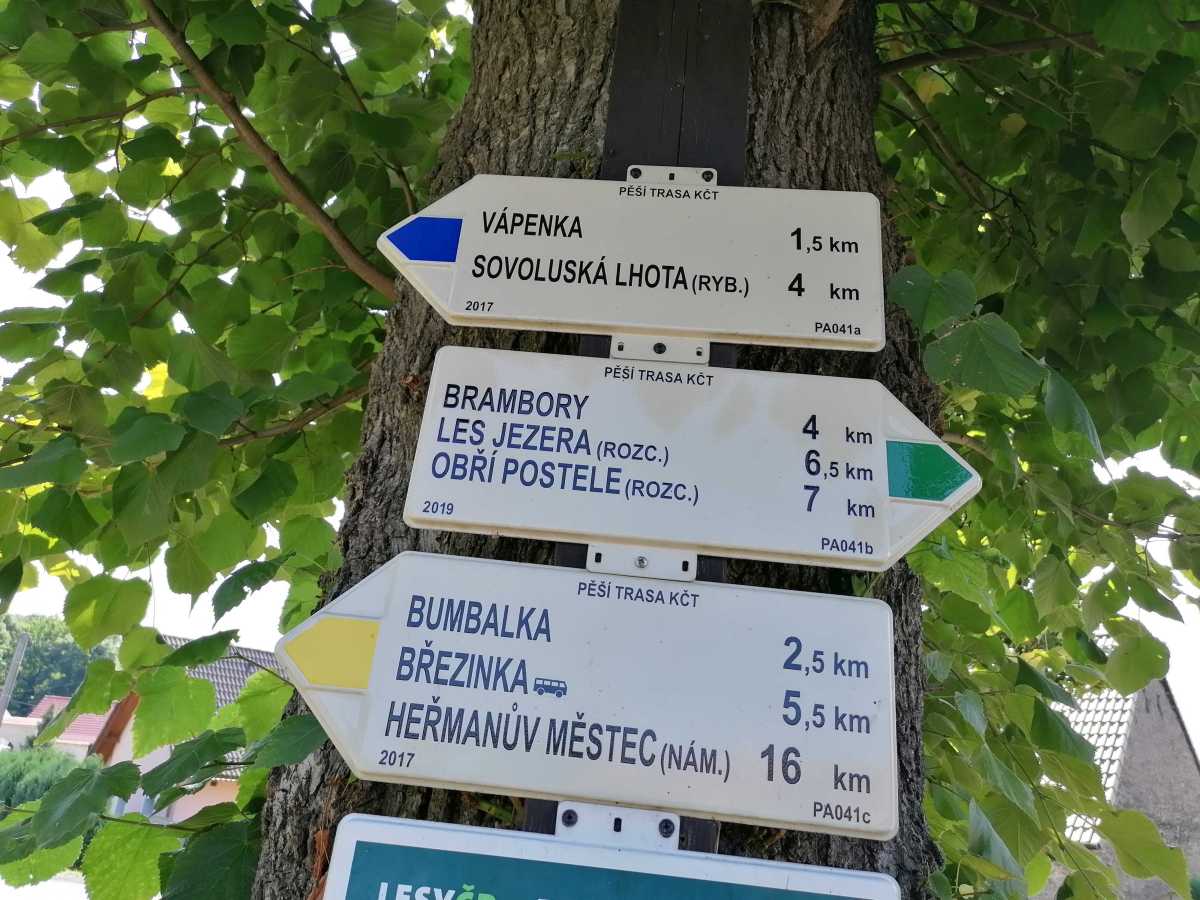 PĚŠÍ TRASA KČT
VÁPENKA 1,5 km
SOVOLUSKÁ LHOTA (RYB.) 4 km
2017 PA041a
PĚŠÍ TRASA KČT
BRAMBORY 4 km
LES JEZERA (ROZC.) 6,5 km
OBŘÍ POSTELE (ROZC.) 7 km
2019 PA041b
PĚŠÍ TRASA KČT
BUMBALKA 2,5 km
BŘEZINKA 5,5 km
HEŘMANŮV MĚSTEC (NÁM.) 16 km
2017 PA041c
LESYČR